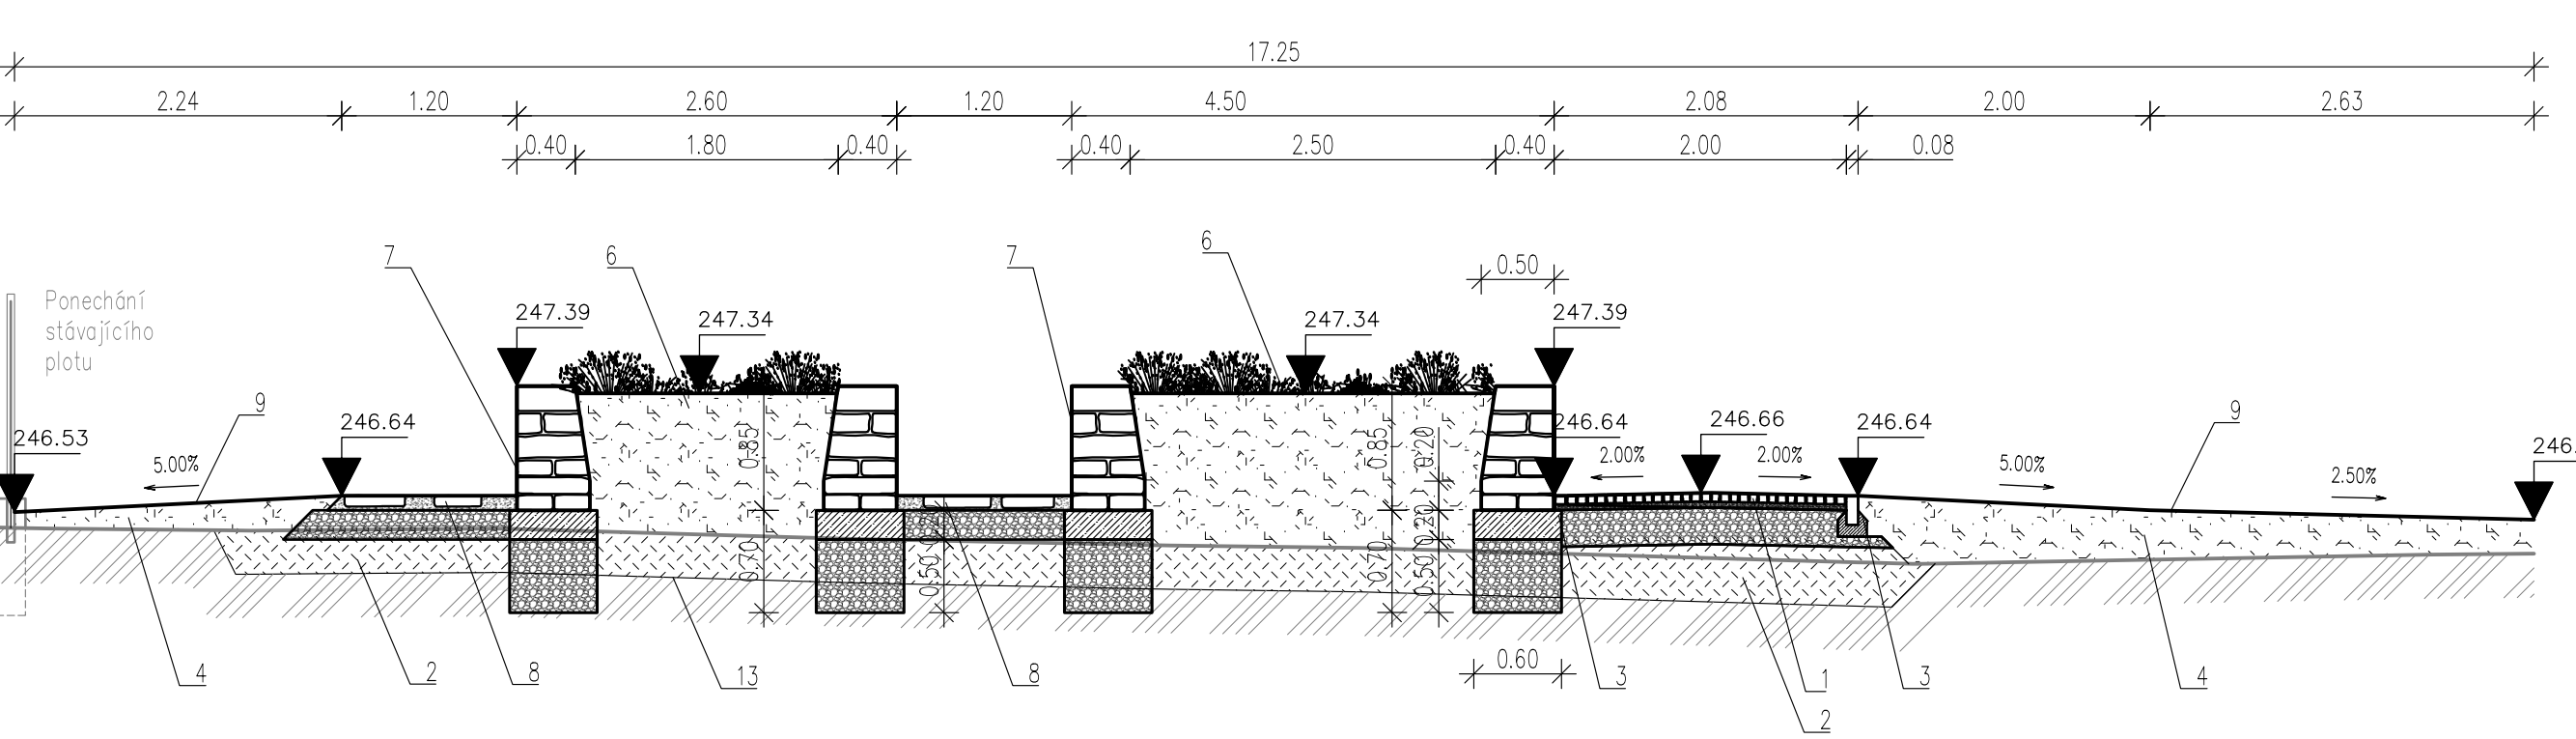 17.25
2.24 1.20 2.60 1.20 4.50 2.08 2.00 2.63
0.40 1.80 0.40 0.40 2.50 0.40 2.00 0.08
7 6 7 6 0.50
Ponechání
stávajícího
plotu
247.39 247.34 247.34 247.39
9 246.64 246.64 246.66 246.64 9
246.53 5.00% 2.00% 2.00% 5.00% 2.50% 246.
0.85 0.85 0.20
0.70 0.50 0.20 0.70 0.50
4 2 8 13 8 0.60 3 1 3 4
2